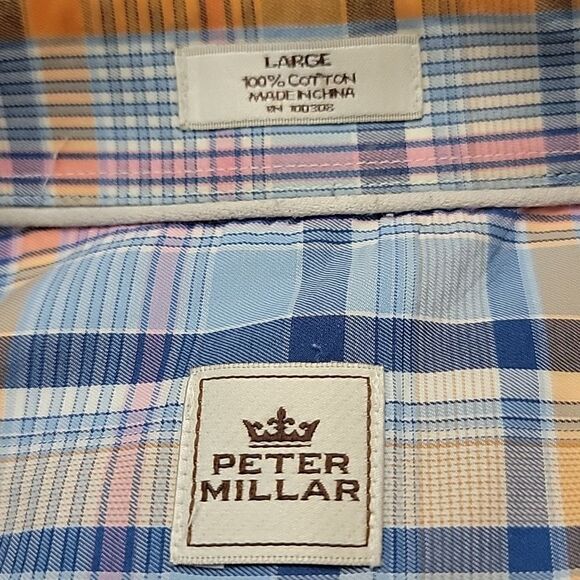 LARGE
100% COTTON
MADE IN CHINA
RN 100308
PETER
MILLAR